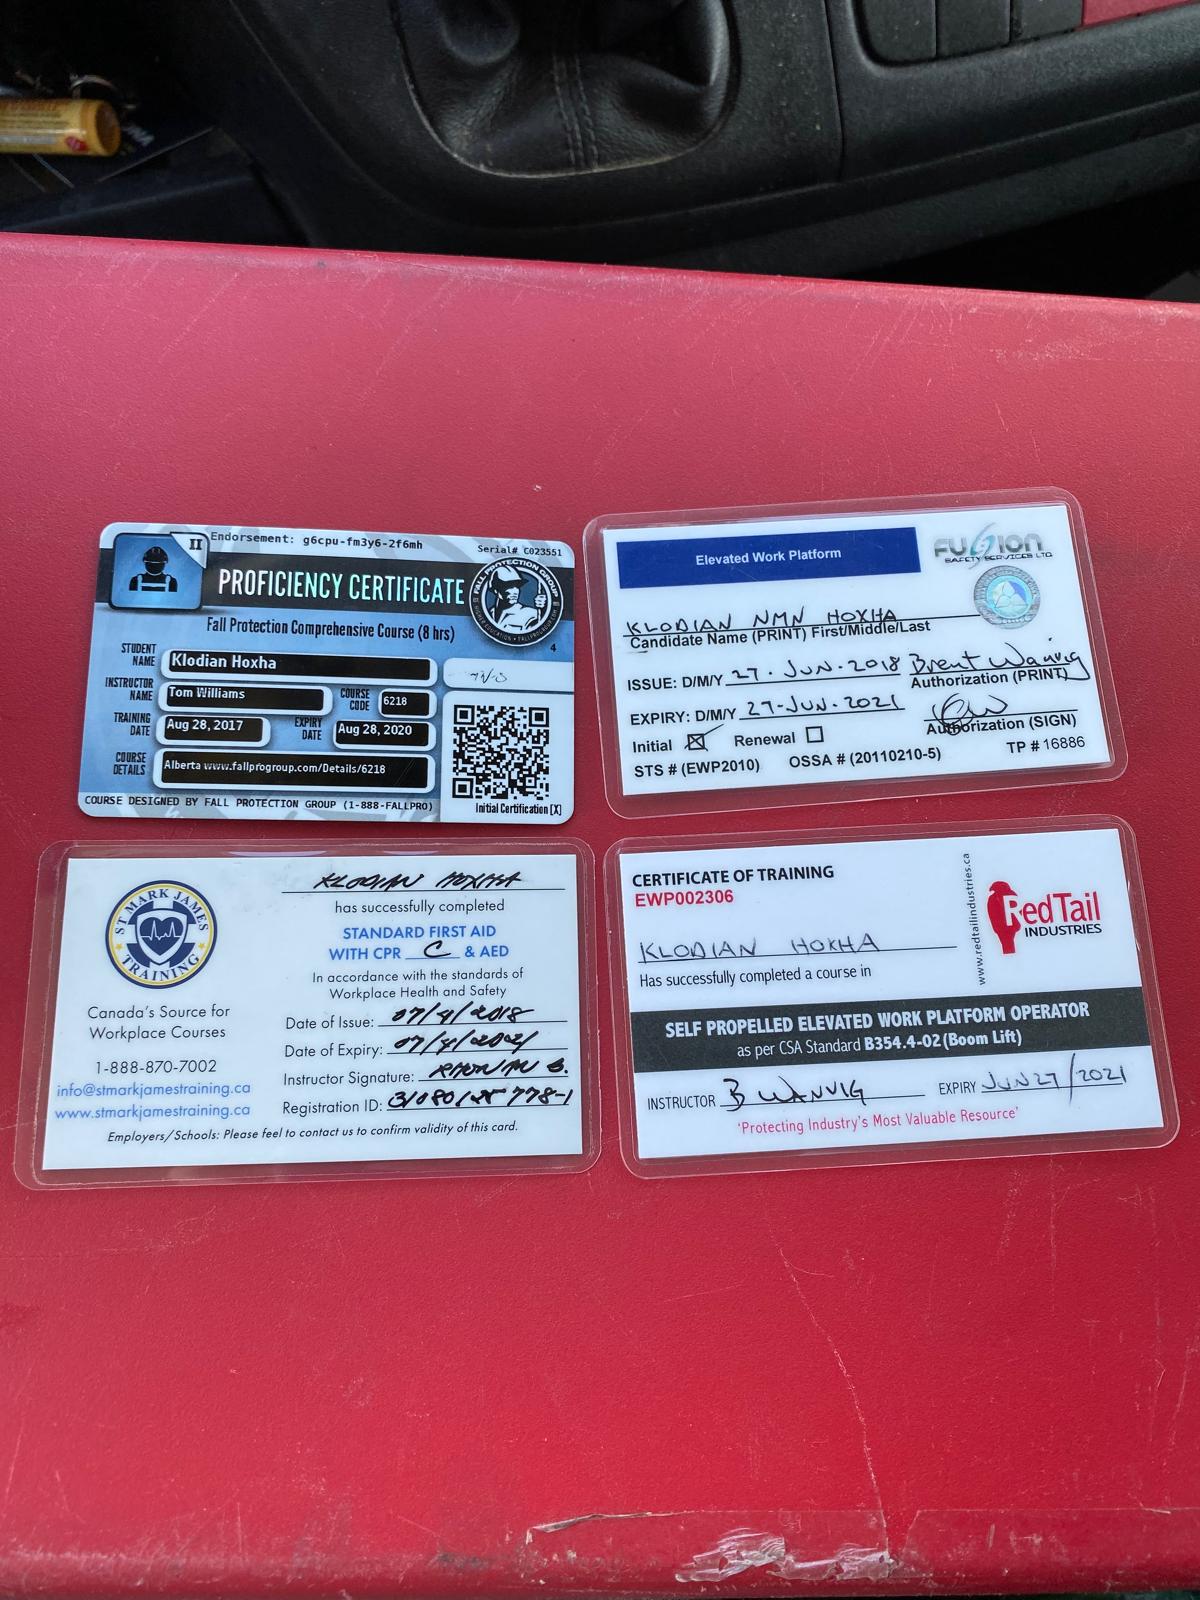 II
Endorsement: g6cpu-fm3y6-2f6mh
Serial# C023551
PROFICIENCY CERTIFICATE
FALL PROTECTION GROUP
HIGHER EDUCATION • FALLPROGROUP.COM
Fall Protection Comprehensive Course (8 hrs)
4
STUDENT NAME Klodian Hoxha
INSTRUCTOR NAME Tom Williams COURSE CODE 6218
TRAINING DATE Aug 28, 2017 EXPIRY DATE Aug 28, 2020
COURSE DETAILS Alberta www.fallprogroup.com/Details/6218
COURSE DESIGNED BY FALL PROTECTION GROUP (1-888-FALLPRO)
Initial Certification [X]
Elevated Work Platform
FUSION
SAFETY SERVICES LTD.
KLODIAN NMN HOXHA
Candidate Name (PRINT) First/Middle/Last
ISSUE: D/M/Y 27-JUN-2018 Brent Wanvig
Authorization (PRINT)
EXPIRY: D/M/Y 27-JUN-2021
Authorization (SIGN)
Initial ☒ Renewal ☐
STS # (EWP2010) OSSA # (20110210-5) TP # 16886
ST MARK JAMES
TRAINING
Canada's Source for
Workplace Courses
1-888-870-7002
info@stmarkjamestraining.ca
www.stmarkjamestraining.ca
KLODIAN HOXHA
has successfully completed
STANDARD FIRST AID
WITH CPR C & AED
In accordance with the standards of
Workplace Health and Safety
Date of Issue: 07/4/2018
Date of Expiry: 07/4/2021
Instructor Signature:
Registration ID:
Employers/Schools: Please feel to contact us to confirm validity of this card.
CERTIFICATE OF TRAINING
EWP002306
www.redtailindustries.ca
RedTail
INDUSTRIES
KLODIAN HOXHA
Has successfully completed a course in
SELF PROPELLED ELEVATED WORK PLATFORM OPERATOR
as per CSA Standard B354.4-02 (Boom Lift)
INSTRUCTOR B WANVIG EXPIRY JUN27/2021
'Protecting Industry's Most Valuable Resource'